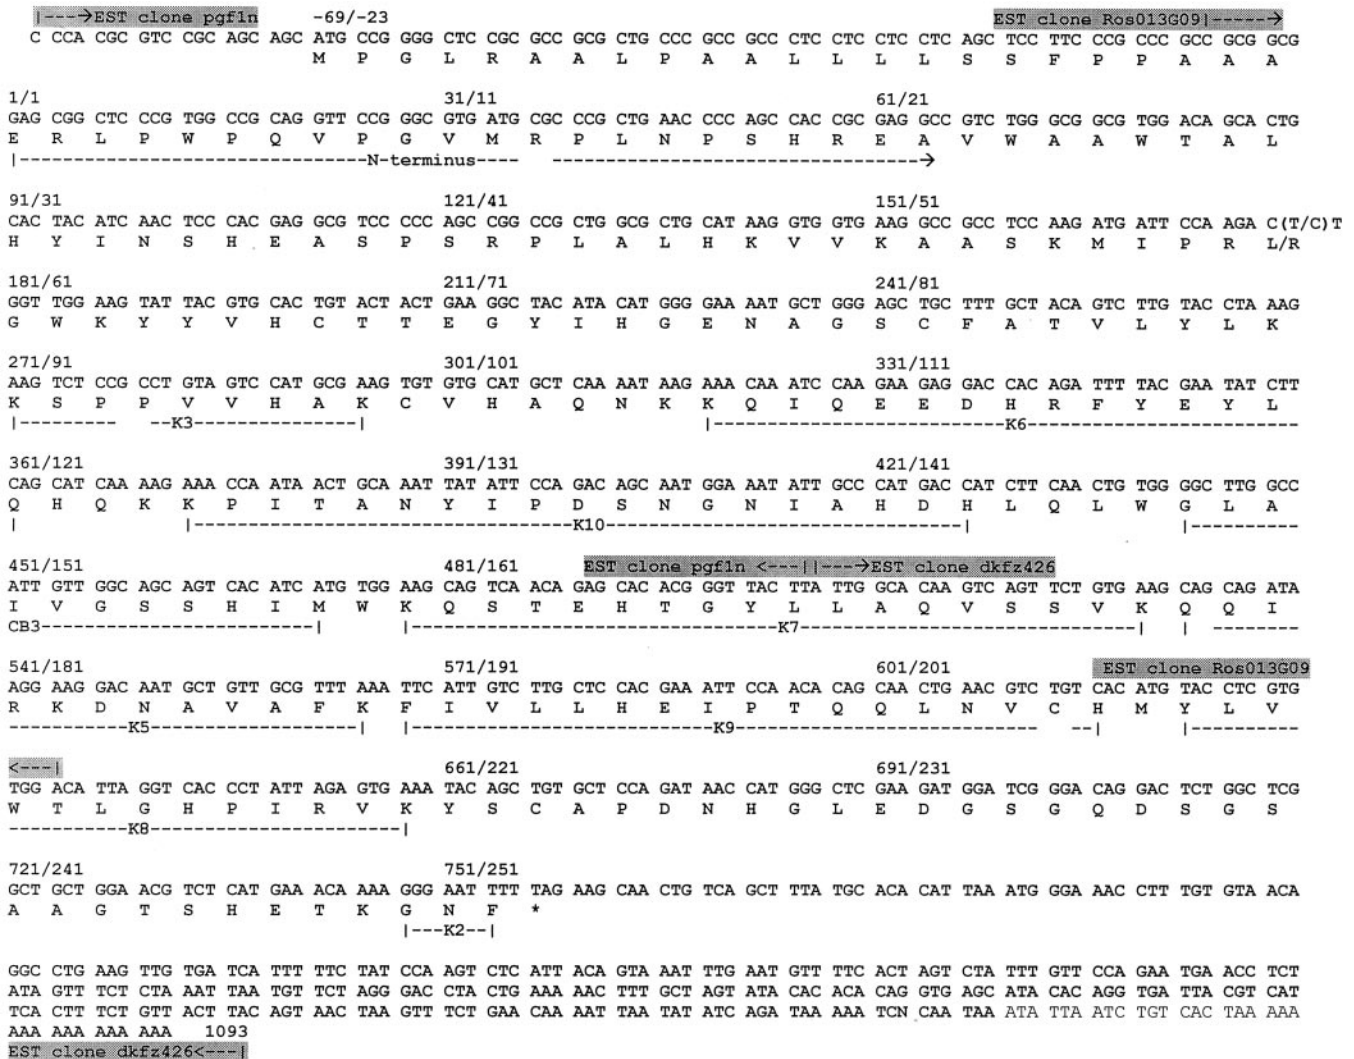 |--->EST clone pgf1n -69/-23 EST clone Ros013G09|----->
C CCA CGC GTC CGC AGC AGC ATG CCG GGG CTC CGC GCC GCG CTG CCC GCC GCC CTC CTC CTC CTC AGC TCC TTC CCG CCC GCC GCG GCG
M P G L R A A L P A A L L L L S S F P P A A A
1/1 31/11 61/21
GAG CGG CTC CCG TGG CCG CAG GTT CCG GGC GTG ATG CGC CCG CTG AAC CCC AGC CAC CGC GAG GCC GTC TGG GCG GCG TGG ACA GCA CTG
E R L P W P Q V P G V M R P L N P S H R E A V W A A W T A L
|--------------------------------N-terminus---- ---------------------------------->
91/31 121/41 151/51
CAC TAC ATC AAC TCC CAC GAG GCG TCC CCC AGC CGG CCG CTG GCG CTG CAT AAG GTG GTG AAG GCC GCC TCC AAG ATG ATT CCA AGA C(T/C)T
H Y I N S H E A S P S R P L A L H K V V K A A S K M I P R L/R
181/61 211/71 241/81
GGT TGG AAG TAT TAC GTG CAC TGT ACT ACT GAA GGC TAC ATA CAT GGG GAA AAT GCT GGG AGC TGC TTT GCT ACA GTC TTG TAC CTA AAG
G W K Y Y V H C T T E G Y I H G E N A G S C F A T V L Y L K
271/91 301/101 331/111
AAG TCT CCG CCT GTA GTC CAT GCG AAG TGT GTG CAT GCT CAA AAT AAG AAA CAA ATC CAA GAA GAG GAC CAC AGA TTT TAC GAA TAT CTT
K S P P V V H A K C V H A Q N K K Q I Q E E D H R F Y E Y L
|--------- --K3---------------| |---------------------------K6-------------------------
361/121 391/131 421/141
CAG CAT CAA AAG AAA CCA ATA ACT GCA AAT TAT ATT CCA GAC AGC AAT GGA AAT ATT GCC CAT GAC CAT CTT CAA CTG TGG GGC TTG GCC
Q H Q K K P I T A N Y I P D S N G N I A H D H L Q L W G L A
| |-----------------------------------K10---------------------------------| |----------
451/151 481/161 EST clone pgf1n <---||--->EST clone dkfz426
ATT GTT GGC AGC AGT CAC ATC ATG TGG AAG CAG TCA ACA GAG CAC ACG GGT TAC TTA TTG GCA CAA GTC AGT TCT GTG AAG CAG CAG ATA
I V G S S H I M W K Q S T E H T G Y L L A Q V S S V K Q Q I
CB3-------------------------| |----------------------------------K7--------------------------------| | --------
541/181 571/191 601/201 EST clone Ros013G09
AGG AAG GAC AAT GCT GTT GCG TTT AAA TTC ATT GTC TTG CTC CAC GAA ATT CCA ACA CAG CAA CTG AAC GTC TGT CAC ATG TAC CTC GTG
R K D N A V A F K F I V L L H E I P T Q Q L N V C H M Y L V
-----------K5-------------------| |----------------------------K9---------------------------- --| |----------
<---|
661/221 691/231
TGG ACA TTA GGT CAC CCT ATT AGA GTG AAA TAC AGC TGT GCT CCA GAT AAC CAT GGG CTC GAA GAT GGA TCG GGA CAG GAC TCT GGC TCG
W T L G H P I R V K Y S C A P D N H G L E D G S G Q D S G S
-----------K8-----------------------|
721/241 751/251
GCT GCT GGA ACG TCT CAT GAA ACA AAA GGG AAT TTT TAG AAG CAA CTG TCA GCT TTA TGC ACA CAT TAA ATG GGA AAC CTT TGT GTA ACA
A A G T S H E T K G N F *
|---K2--|
GGC CTG AAG TTG TGA TCA TTT TTC TAT CCA AGT CTC ATT ACA GTA AAT TTG AAT GTT TTC ACT AGT CTA TTT GTT CCA GAA TGA ACC TCT
ATA GTT TCT CTA AAT TAA TGT TCT AGG GAC CTA CTG AAA AAC TTT GCT AGT ATA CAC ACA CAG GTG AGC ATA CAC AGG TGA TTA CGT CAT
TCA CTT TCT GTT ACT TAC AGT AAC TAA GTT TCT GAA CAA AAT TAA TAT ATC AGA TAA AAA TCN CAA TAA ATA TTA ATC TGT CAC TAA AAA
AAA AAA AAA AAA 1093
EST clone dkfz426<---|